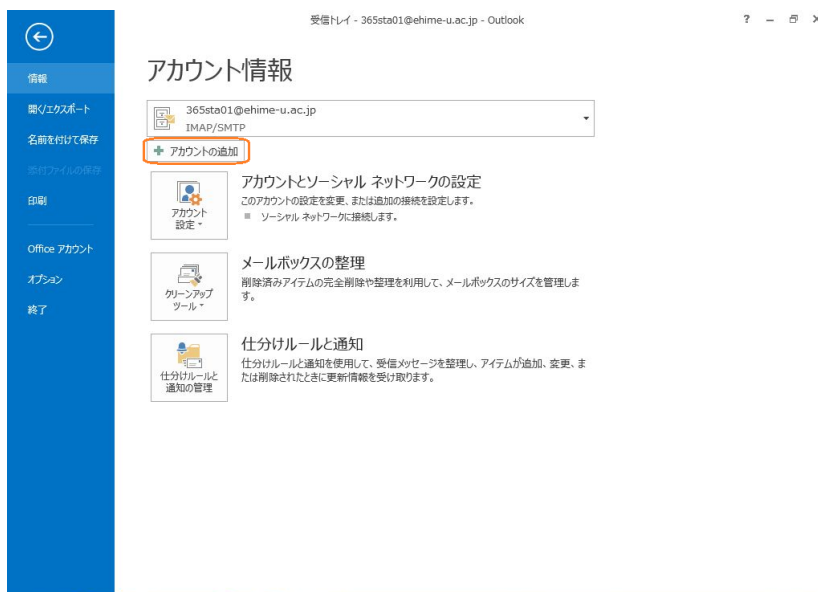 受信トレイ - 365sta01@ehime-u.ac.jp - Outlook
?
情報
開く/エクスポート
名前を付けて保存
添付ファイルの保存
印刷
Office アカウント
オプション
終了
アカウント情報
365sta01@ehime-u.ac.jp
IMAP/SMTP
アカウントの追加
アカウント
設定
アカウントとソーシャル ネットワークの設定
このアカウントの設定を変更、または追加の接続を設定します。
ソーシャル ネットワークに接続します。
クリーンアップ
ツール
メールボックスの整理
削除済みアイテムの完全削除や整理を利用して、メールボックスのサイズを管理しま
す。
仕分けルールと
通知の管理
仕分けルールと通知
仕分けルールと通知を使用して、受信メッセージを整理し、アイテムが追加、変更、ま
たは削除されたときに更新情報を受け取ります。